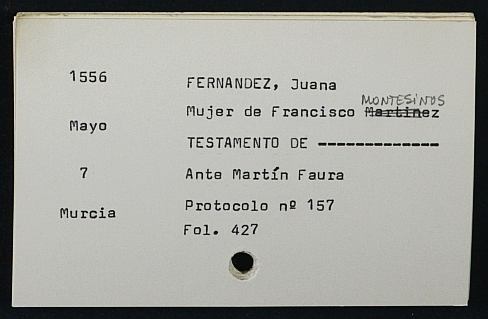 1556
FERNANDEZ, Juana
Mujer de Francisco Martinez MONTESINOS
Mayo
TESTAMENTO DE -------------
7
Ante Martín Faura
Murcia
Protocolo nº 157
Fol. 427